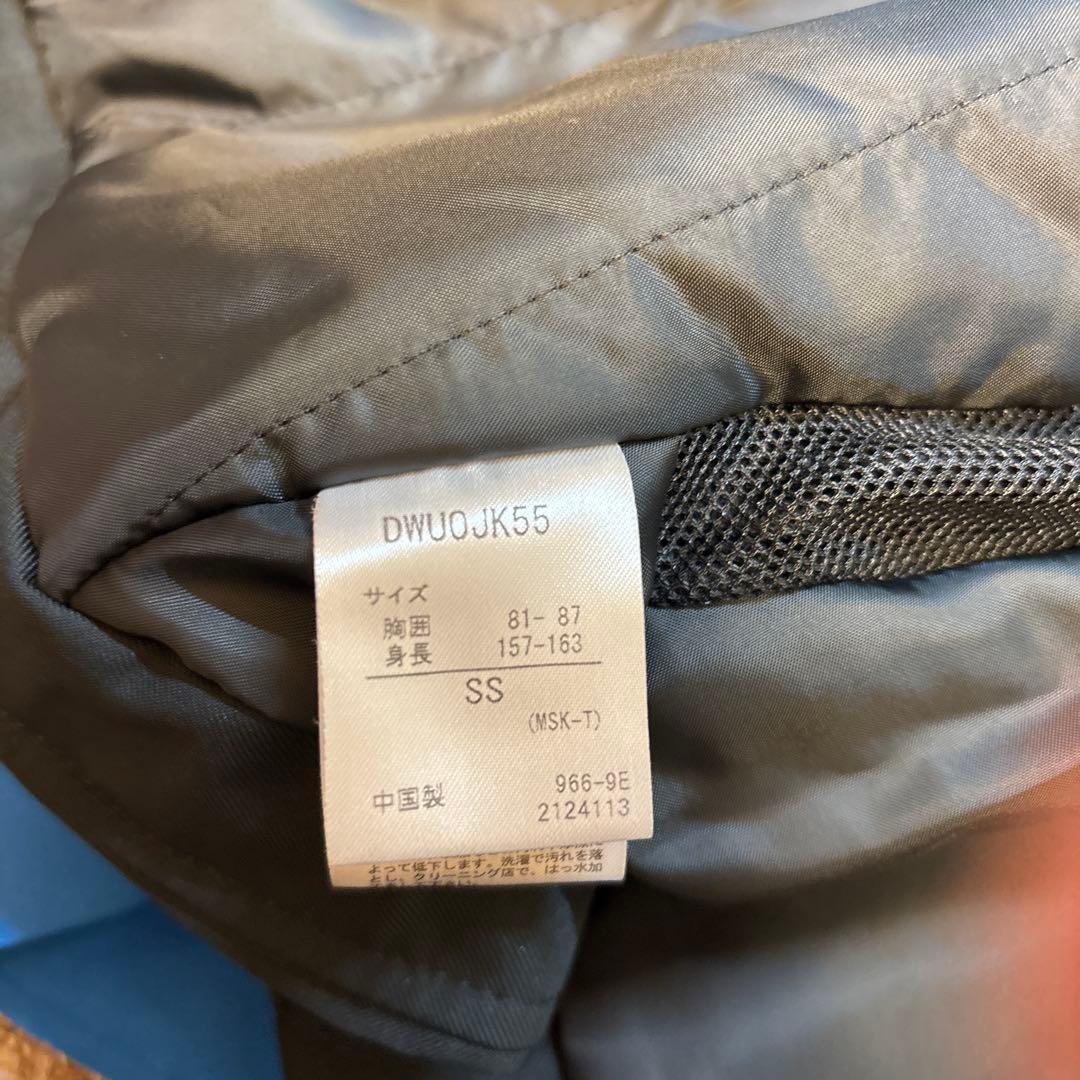 DWUOJK55
サイズ
胸囲 81- 87
身長 157-163
SS
(MSK-T)
966-9E
中国製 2124113
よって低下します。洗濯で汚れを落
とし、クリーニング店で、はっ水加